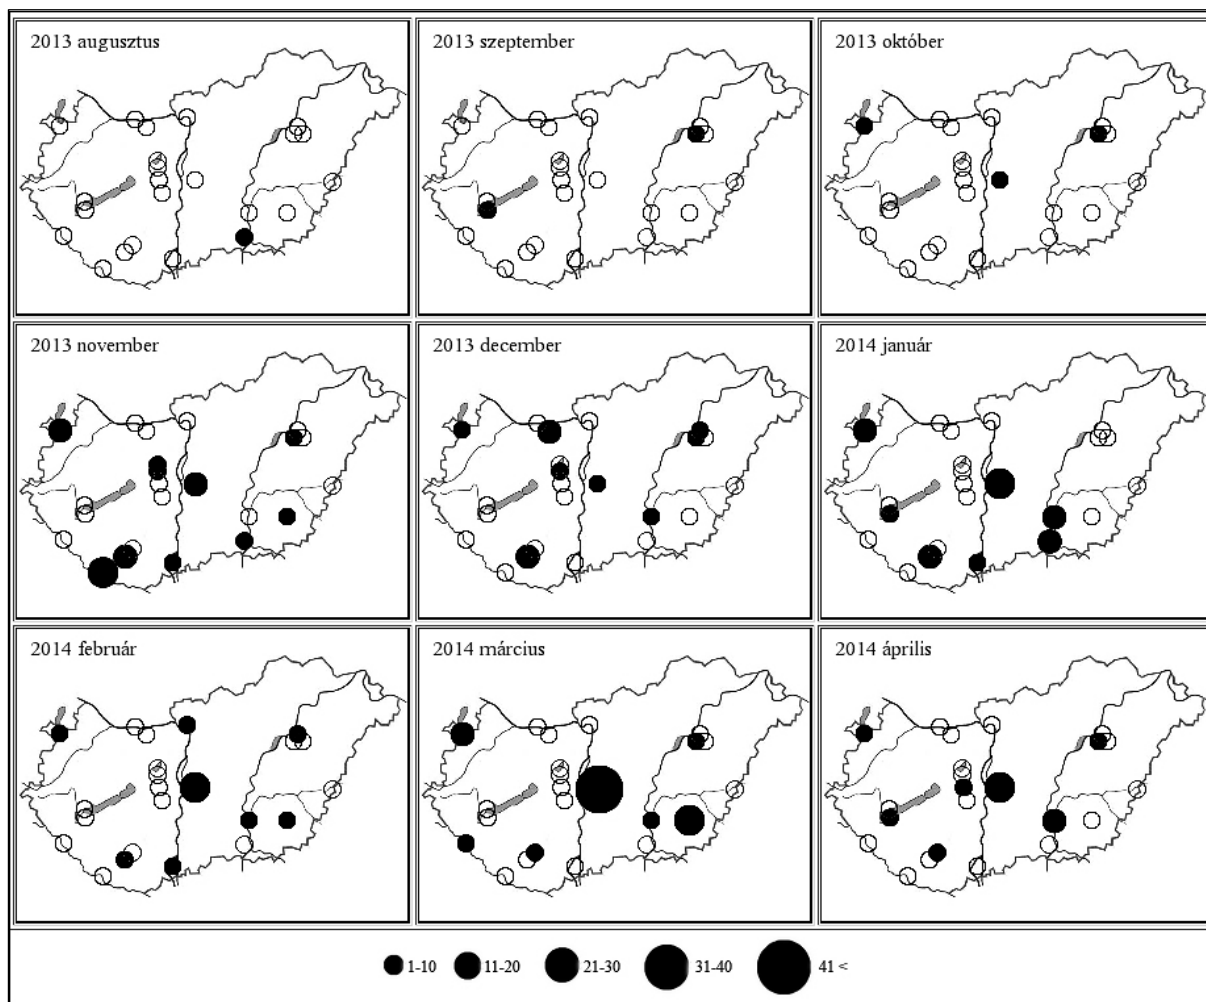 2013 augusztus
2013 szeptember
2013 október
2013 november
2013 december
2014 január
2014 február
2014 március
2014 április
1-10
11-20
21-30
31-40
41 <